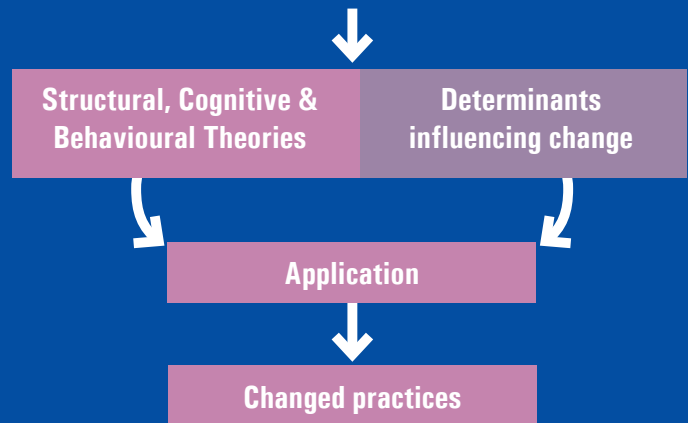 Structural, Cognitive &
Behavioural Theories
Determinants
influencing change
Application
Changed practices